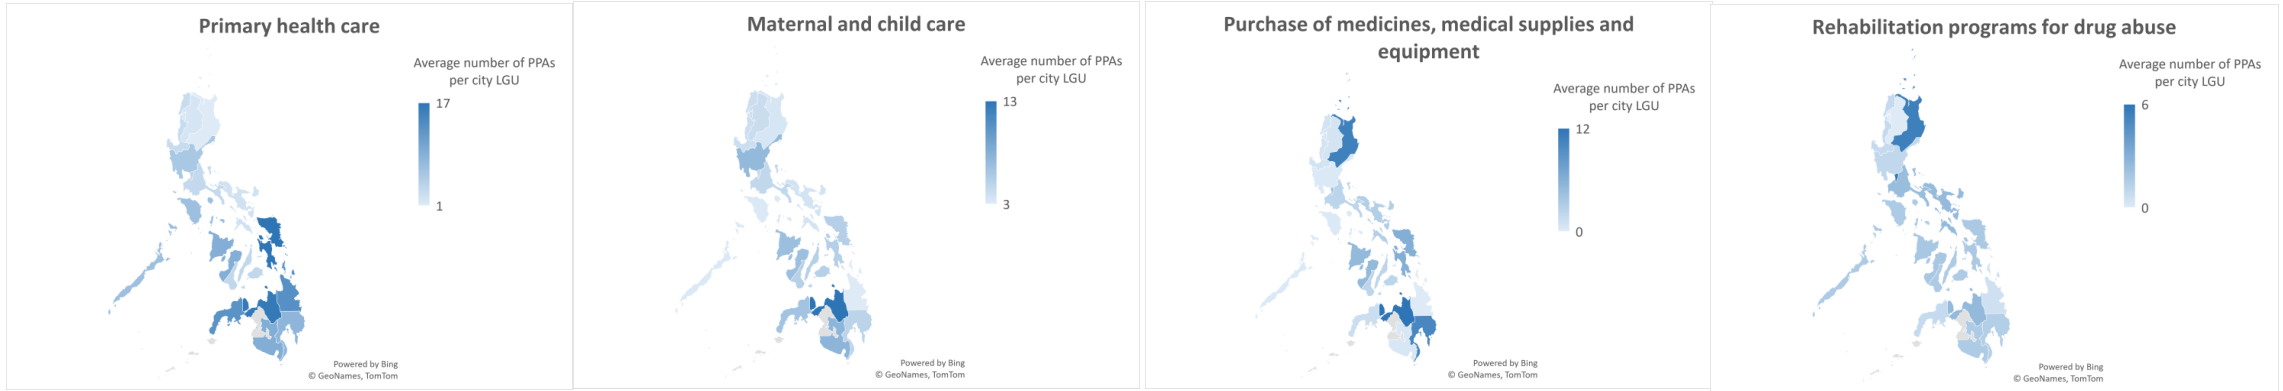 Primary health care
Average number of PPAs
per city LGU
17
1
Powered by Bing
© GeoNames, TomTom
Maternal and child care
Average number of PPAs
per city LGU
13
3
Powered by Bing
© GeoNames, TomTom
Purchase of medicines, medical supplies and
equipment
Average number of PPAs
per city LGU
12
0
Powered by Bing
© GeoNames, TomTom
Rehabilitation programs for drug abuse
Average number of PPAs
per city LGU
6
0
Powered by Bing
© GeoNames, TomTom